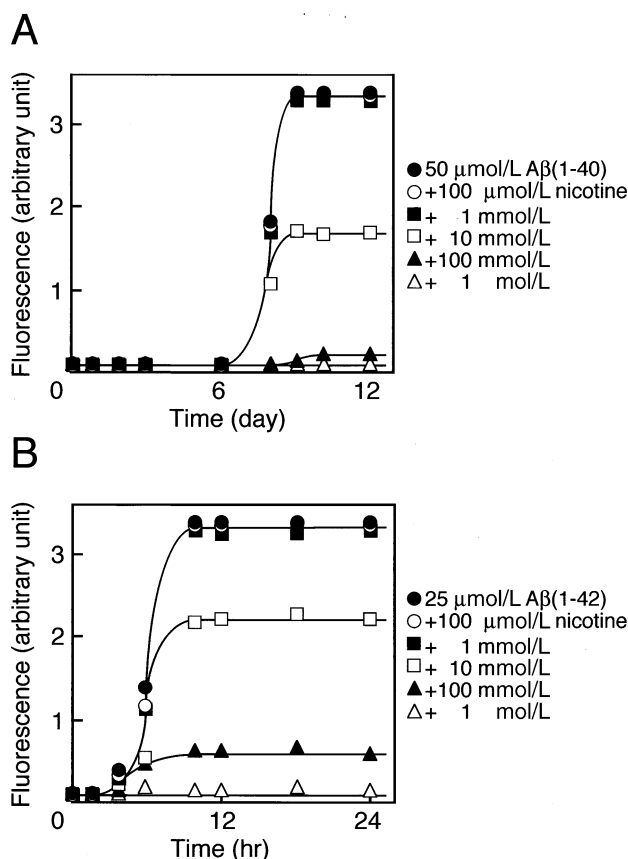 A
Fluorescence (arbitrary unit)
3
2
1
0
6
12
Time (day)
50 μmol/L Aβ(1-40)
+100 μmol/L nicotine
+ 1 mmol/L
+ 10 mmol/L
+100 mmol/L
+ 1 mol/L
B
Fluorescence (arbitrary unit)
3
2
1
0
12
24
Time (hr)
25 μmol/L Aβ(1-42)
+100 μmol/L nicotine
+ 1 mmol/L
+ 10 mmol/L
+100 mmol/L
+ 1 mol/L